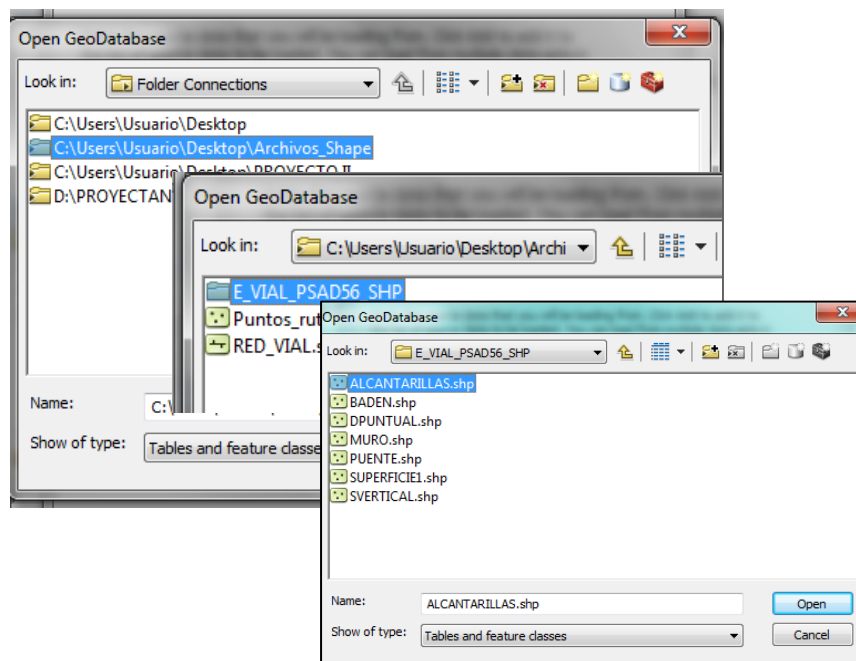 Open GeoDatabase
Look in:
Folder Connections
C:\Users\Usuario\Desktop
C:\Users\Usuario\Desktop\Archivos_Shape
C:\Users\Usuario\Desktop\PROYECTO II
D:\PROYECTAN
Name:
C:\
Show of type:
Tables and feature classe
Open GeoDatabase
Look in:
C:\Users\Usuario\Desktop\Archi
E_VIAL_PSAD56_SHP
Puntos_rut
RED_VIAL.s
Open GeoDatabase
Look in:
E_VIAL_PSAD56_SHP
ALCANTARILLAS.shp
BADEN.shp
DPUNTUAL.shp
MURO.shp
PUENTE.shp
SUPERFICIE1.shp
SVERTICAL.shp
Name:
ALCANTARILLAS.shp
Open
Show of type:
Tables and feature classes
Cancel